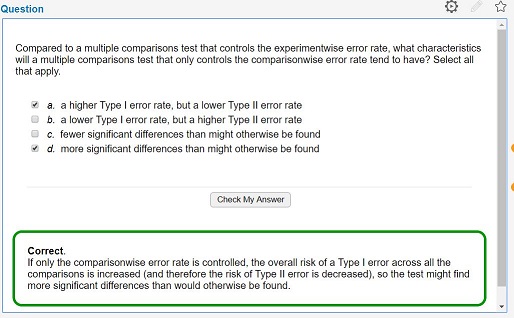 Question
Compared to a multiple comparisons test that controls the experimentwise error rate, what characteristics
will a multiple comparisons test that only controls the comparisonwise error rate tend to have? Select all
that apply.
a. a higher Type I error rate, but a lower Type II error rate
b. a lower Type I error rate, but a higher Type II error rate
c. fewer significant differences than might otherwise be found
d. more significant differences than might otherwise be found
Check My Answer
Correct.
If only the comparisonwise error rate is controlled, the overall risk of a Type I error across all the
comparisons is increased (and therefore the risk of Type II error is decreased), so the test might find
more significant differences than would otherwise be found.